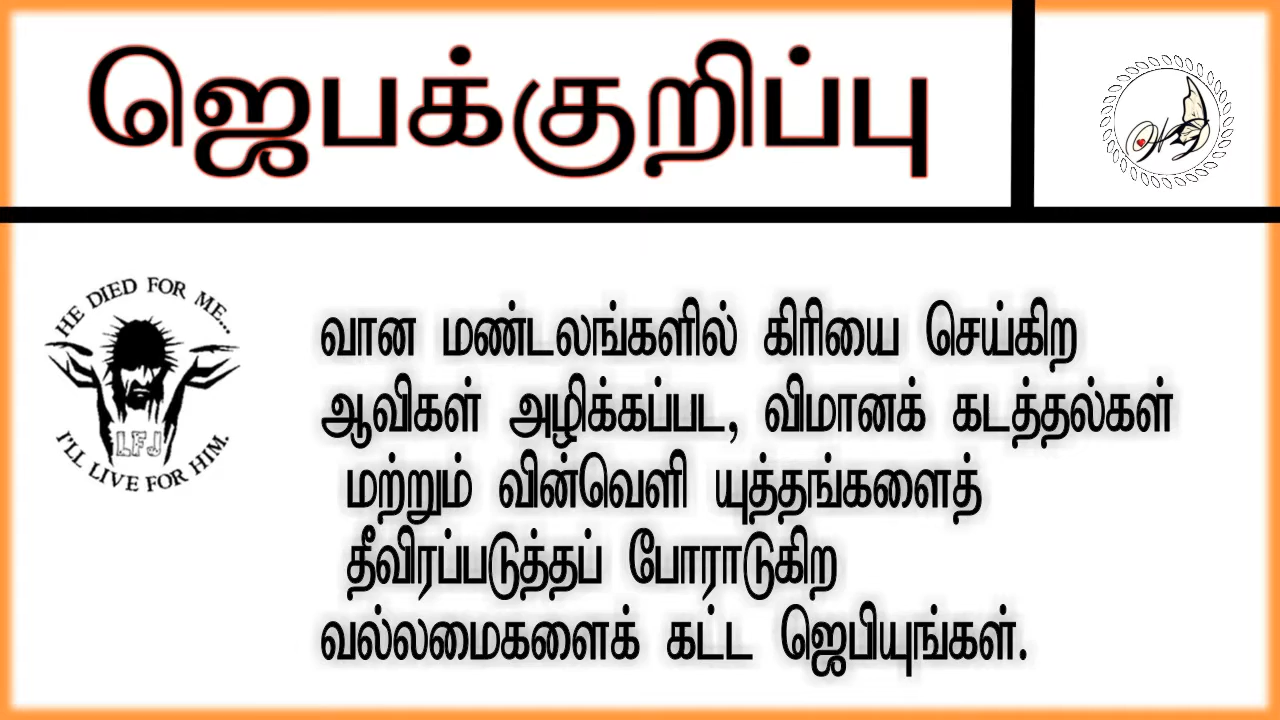 ஜெபக்குறிப்பு
HE DIED FOR ME...
LFJ
I'LL LIVE FOR HIM.
வான மண்டலங்களில் கிரியை செய்கிற
ஆவிகள் அழிக்கப்பட, விமானக் கடத்தல்கள்
மற்றும் வின்வெளி யுத்தங்களைத்
தீவிரப்படுத்தப் போராடுகிற
வல்லமைகளைக் கட்ட ஜெபியுங்கள்.